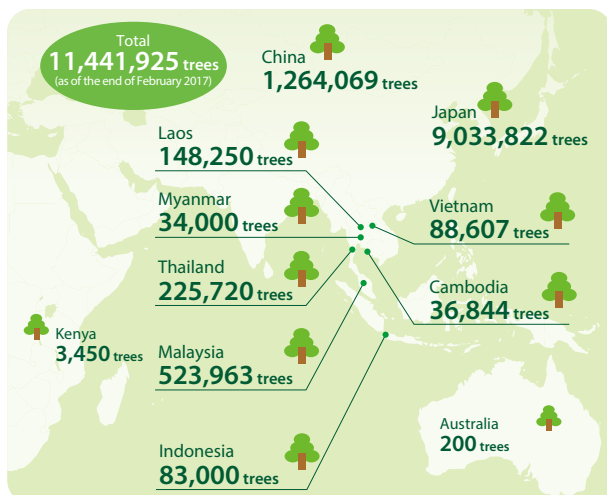 Total
11,441,925 trees
(as of the end of February 2017)
China
1,264,069 trees
Japan
9,033,822 trees
Laos
148,250 trees
Myanmar
34,000 trees
Vietnam
88,607 trees
Thailand
225,720 trees
Cambodia
36,844 trees
Kenya
3,450 trees
Malaysia
523,963 trees
Australia
200 trees
Indonesia
83,000 trees